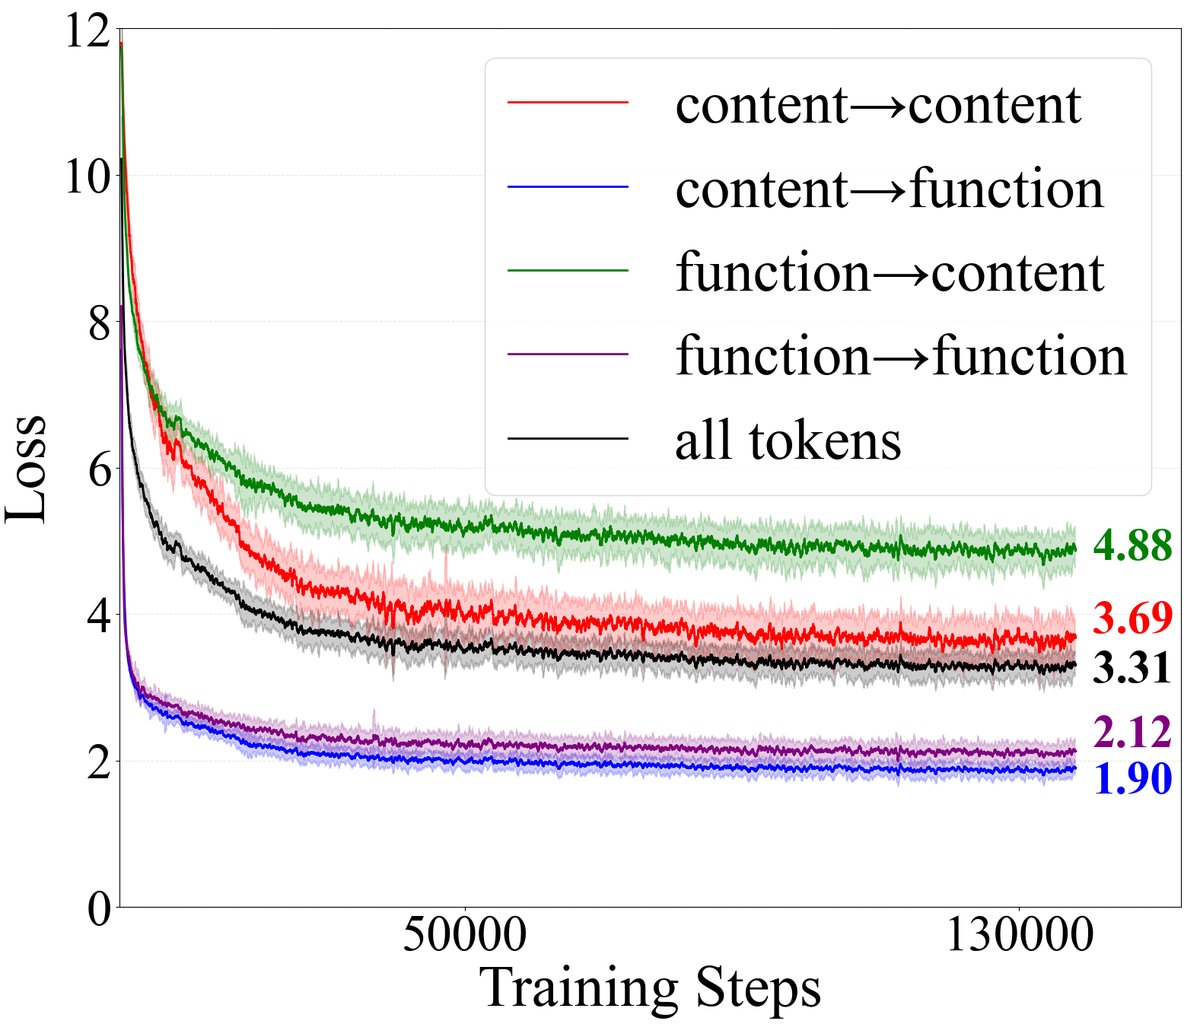 12
10
8
6
4
2
0
Loss
content→content
content→function
function→content
function→function
all tokens
4.88
3.69
3.31
2.12
1.90
50000
130000
Training Steps